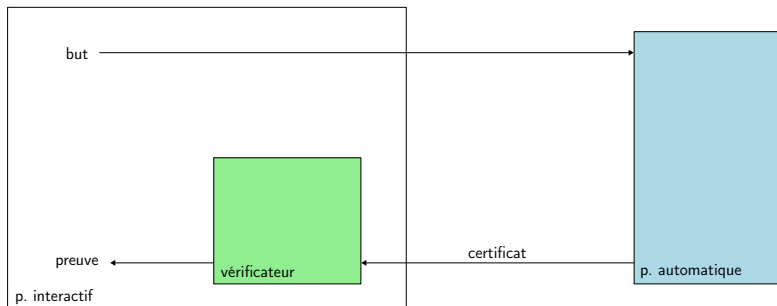 but
certificat
preuve
vérificateur
p. automatique
p. interactif